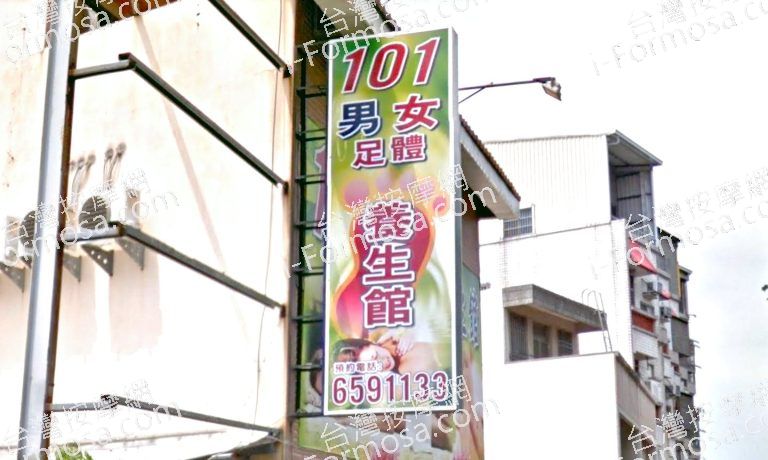 101
男女
足體
養生館
預約電話:
6591133
台灣按摩網
i-Formosa.com